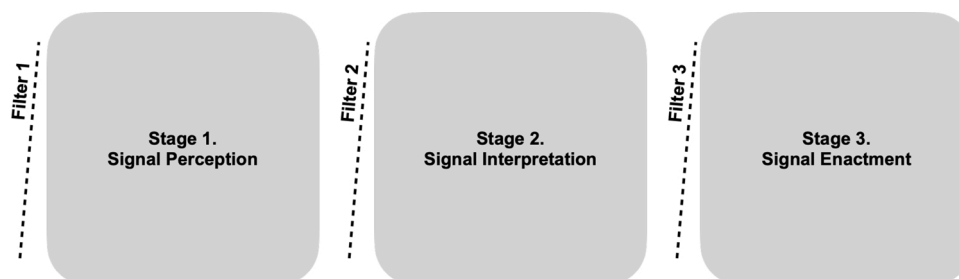 Filter 1
Stage 1.
Signal Perception
Filter 2
Stage 2.
Signal Interpretation
Filter 3
Stage 3.
Signal Enactment